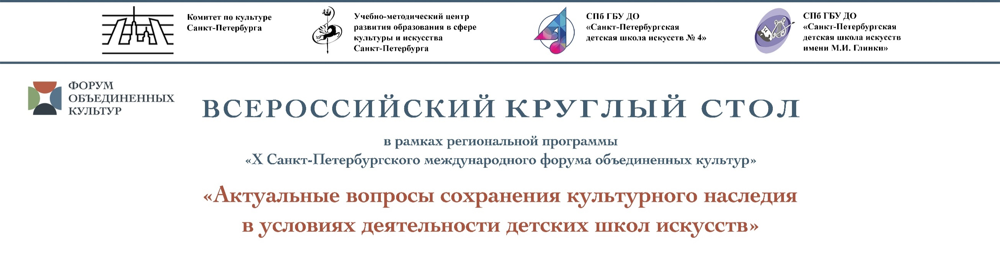 Комитет по культуре
Санкт-Петербурга
Учебно-методический центр
развития образования в сфере
культуры и искусства
Санкт-Петербурга
СПб ГБУ ДО
«Санкт-Петербургская
детская школа искусств № 4»
СПб ГБУ ДО
«Санкт-Петербургская
детская школа искусств
имени М.И. Глинки»
ФОРУМ
ОБЪЕДИНЕННЫХ
КУЛЬТУР
ВСЕРОССИЙСКИЙ КРУГЛЫЙ СТОЛ
в рамках региональной программы
«X Санкт-Петербургского международного форума объединенных культур»
«Актуальные вопросы сохранения культурного наследия
в условиях деятельности детских школ искусств»